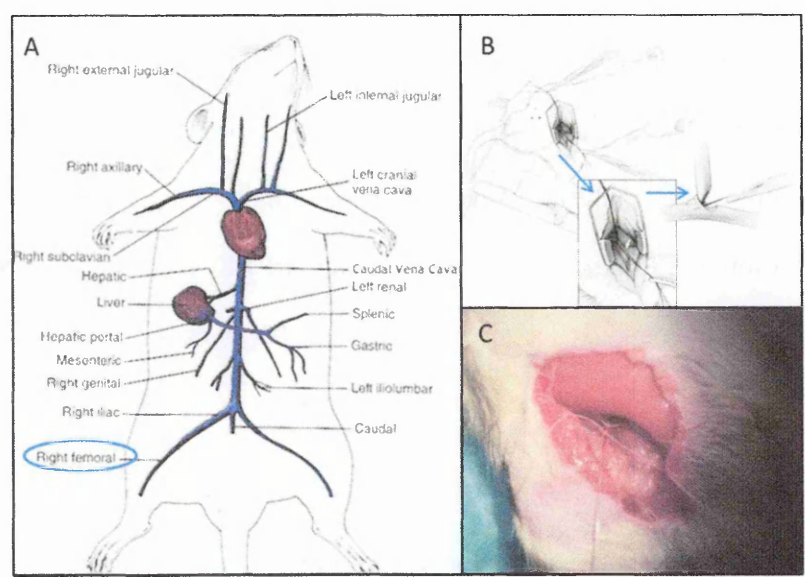 A
Right external jugular
Left internal jugular
Right axillary
Left cranial
vena cava
Right subclavian
Caudal Vena Cava
Hepatic
Left renal
Liver
Splenic
Hepatic portal
Gastric
Mesenteric
Right genital
Left iliolumbar
Right iliac
Caudal
Right femoral
B
C